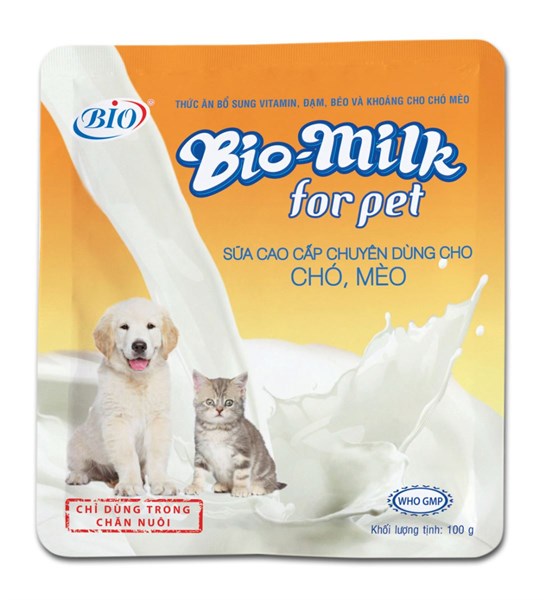 BIO
THỨC ĂN BỔ SUNG VITAMIN, ĐẠM, BÉO VÀ KHOÁNG CHO CHÓ MÈO
Bio-Milk
for pet
SỮA CAO CẤP CHUYÊN DÙNG CHO
CHÓ, MÈO
CHỈ DÙNG TRONG
CHĂN NUÔI
WHO GMP
Khối lượng tịnh: 100 g